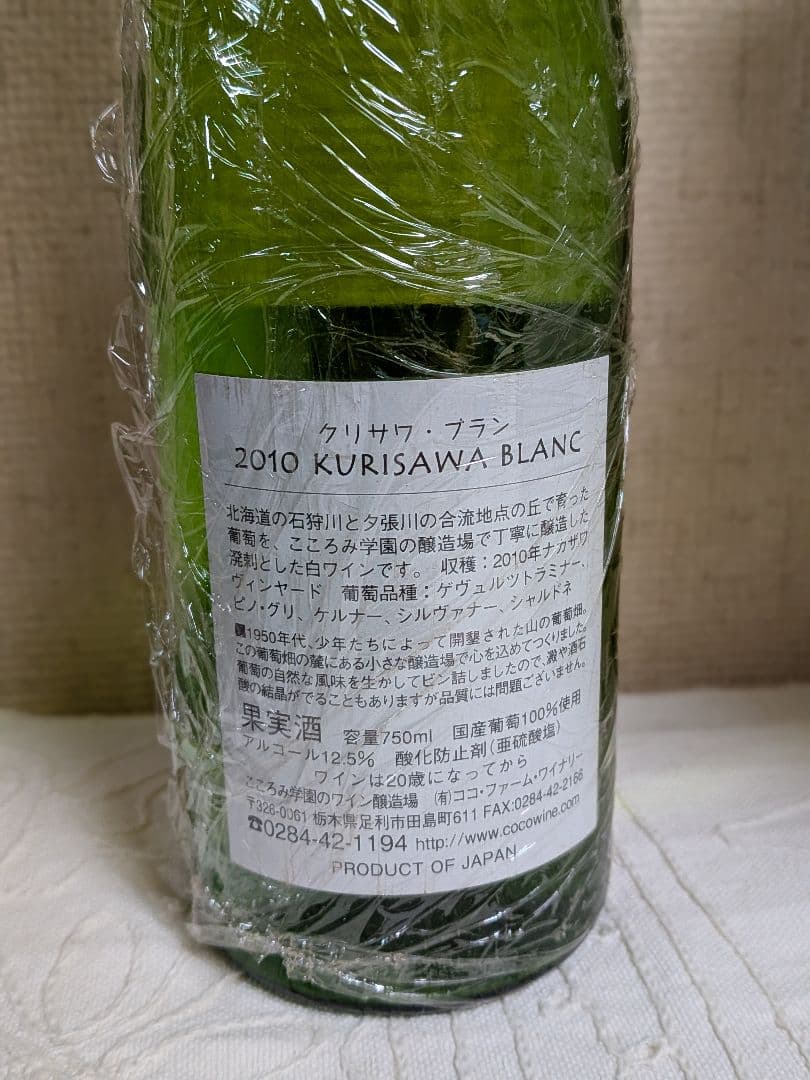 クリサワ・ブラン
2010 KURISAWA BLANC
北海道の石狩川と夕張川の合流地点の丘で育った
葡萄を、こころみ学園の醸造場で丁寧に醸造した
溌剌とした白ワインです。 収穫：2010年ナカザワ
ヴィンヤード 葡萄品種：ゲヴュルツトラミナー、
ピノ・グリ、ケルナー、シルヴァナー、シャルドネ
1950年代、少年たちによって開墾された山の葡萄畑。
この葡萄畑の麓にある小さな醸造場で心を込めてつくりました。
葡萄の自然な風味を生かしてビン詰しましたので、澱や酒石
酸の結晶がでることもありますが品質には問題ございません。
果実酒 容量750ml 国産葡萄100%使用
アルコール12.5% 酸化防止剤(亜硫酸塩)
ワインは20歳になってから
こころみ学園のワイン醸造場 (有)ココ・ファーム・ワイナリー
〒326-0061 栃木県足利市田島町611 FAX:0284-42-2166
☎0284-42-1194 http://www.cocowine.com
PRODUCT OF JAPAN